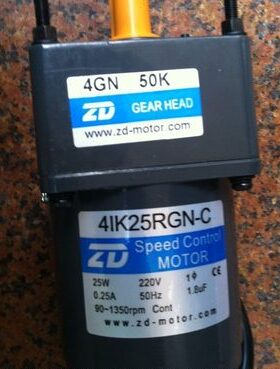 4GN 50K
ZD GEAR HEAD
www.zd-motor.com
4IK25RGN-C
ZD Speed Control
MOTOR
25W 220V 1Φ CE
0.25A 50Hz 1.8uF
90~1350rpm Cont
www.zd-motor.com